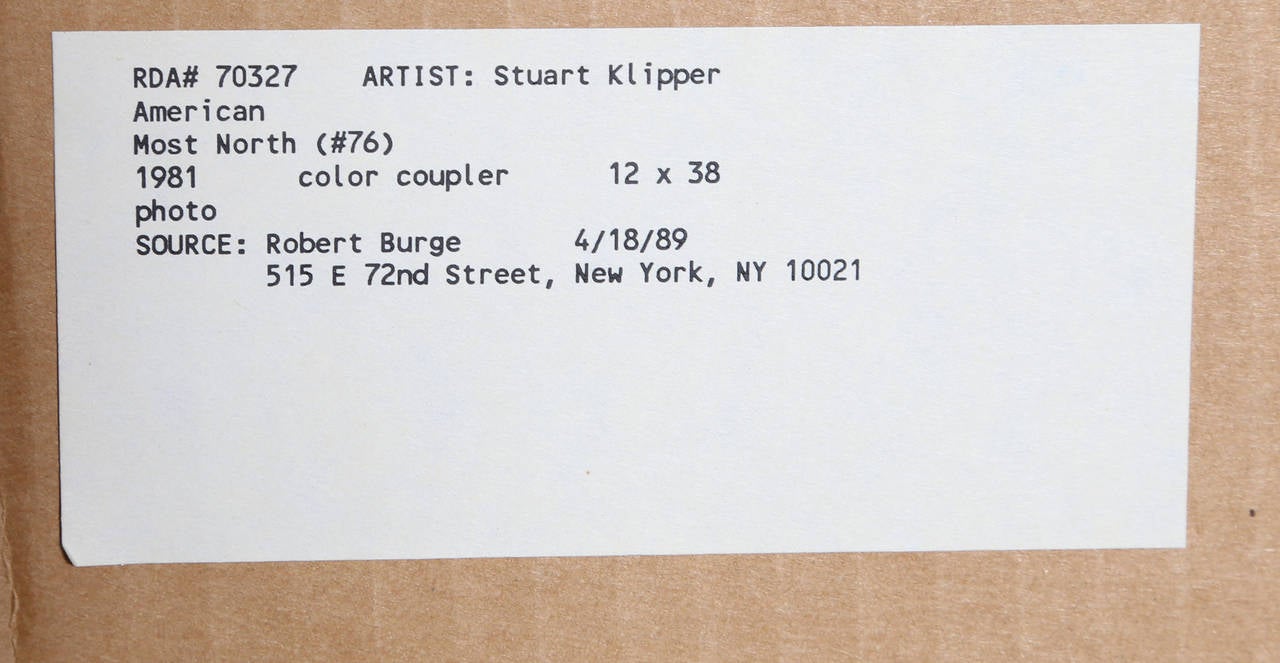 RDA# 70327 ARTIST: Stuart Klipper
American
Most North (#76)
1981 color coupler 12 x 38
photo
SOURCE: Robert Burge 4/18/89
515 E 72nd Street, New York, NY 10021